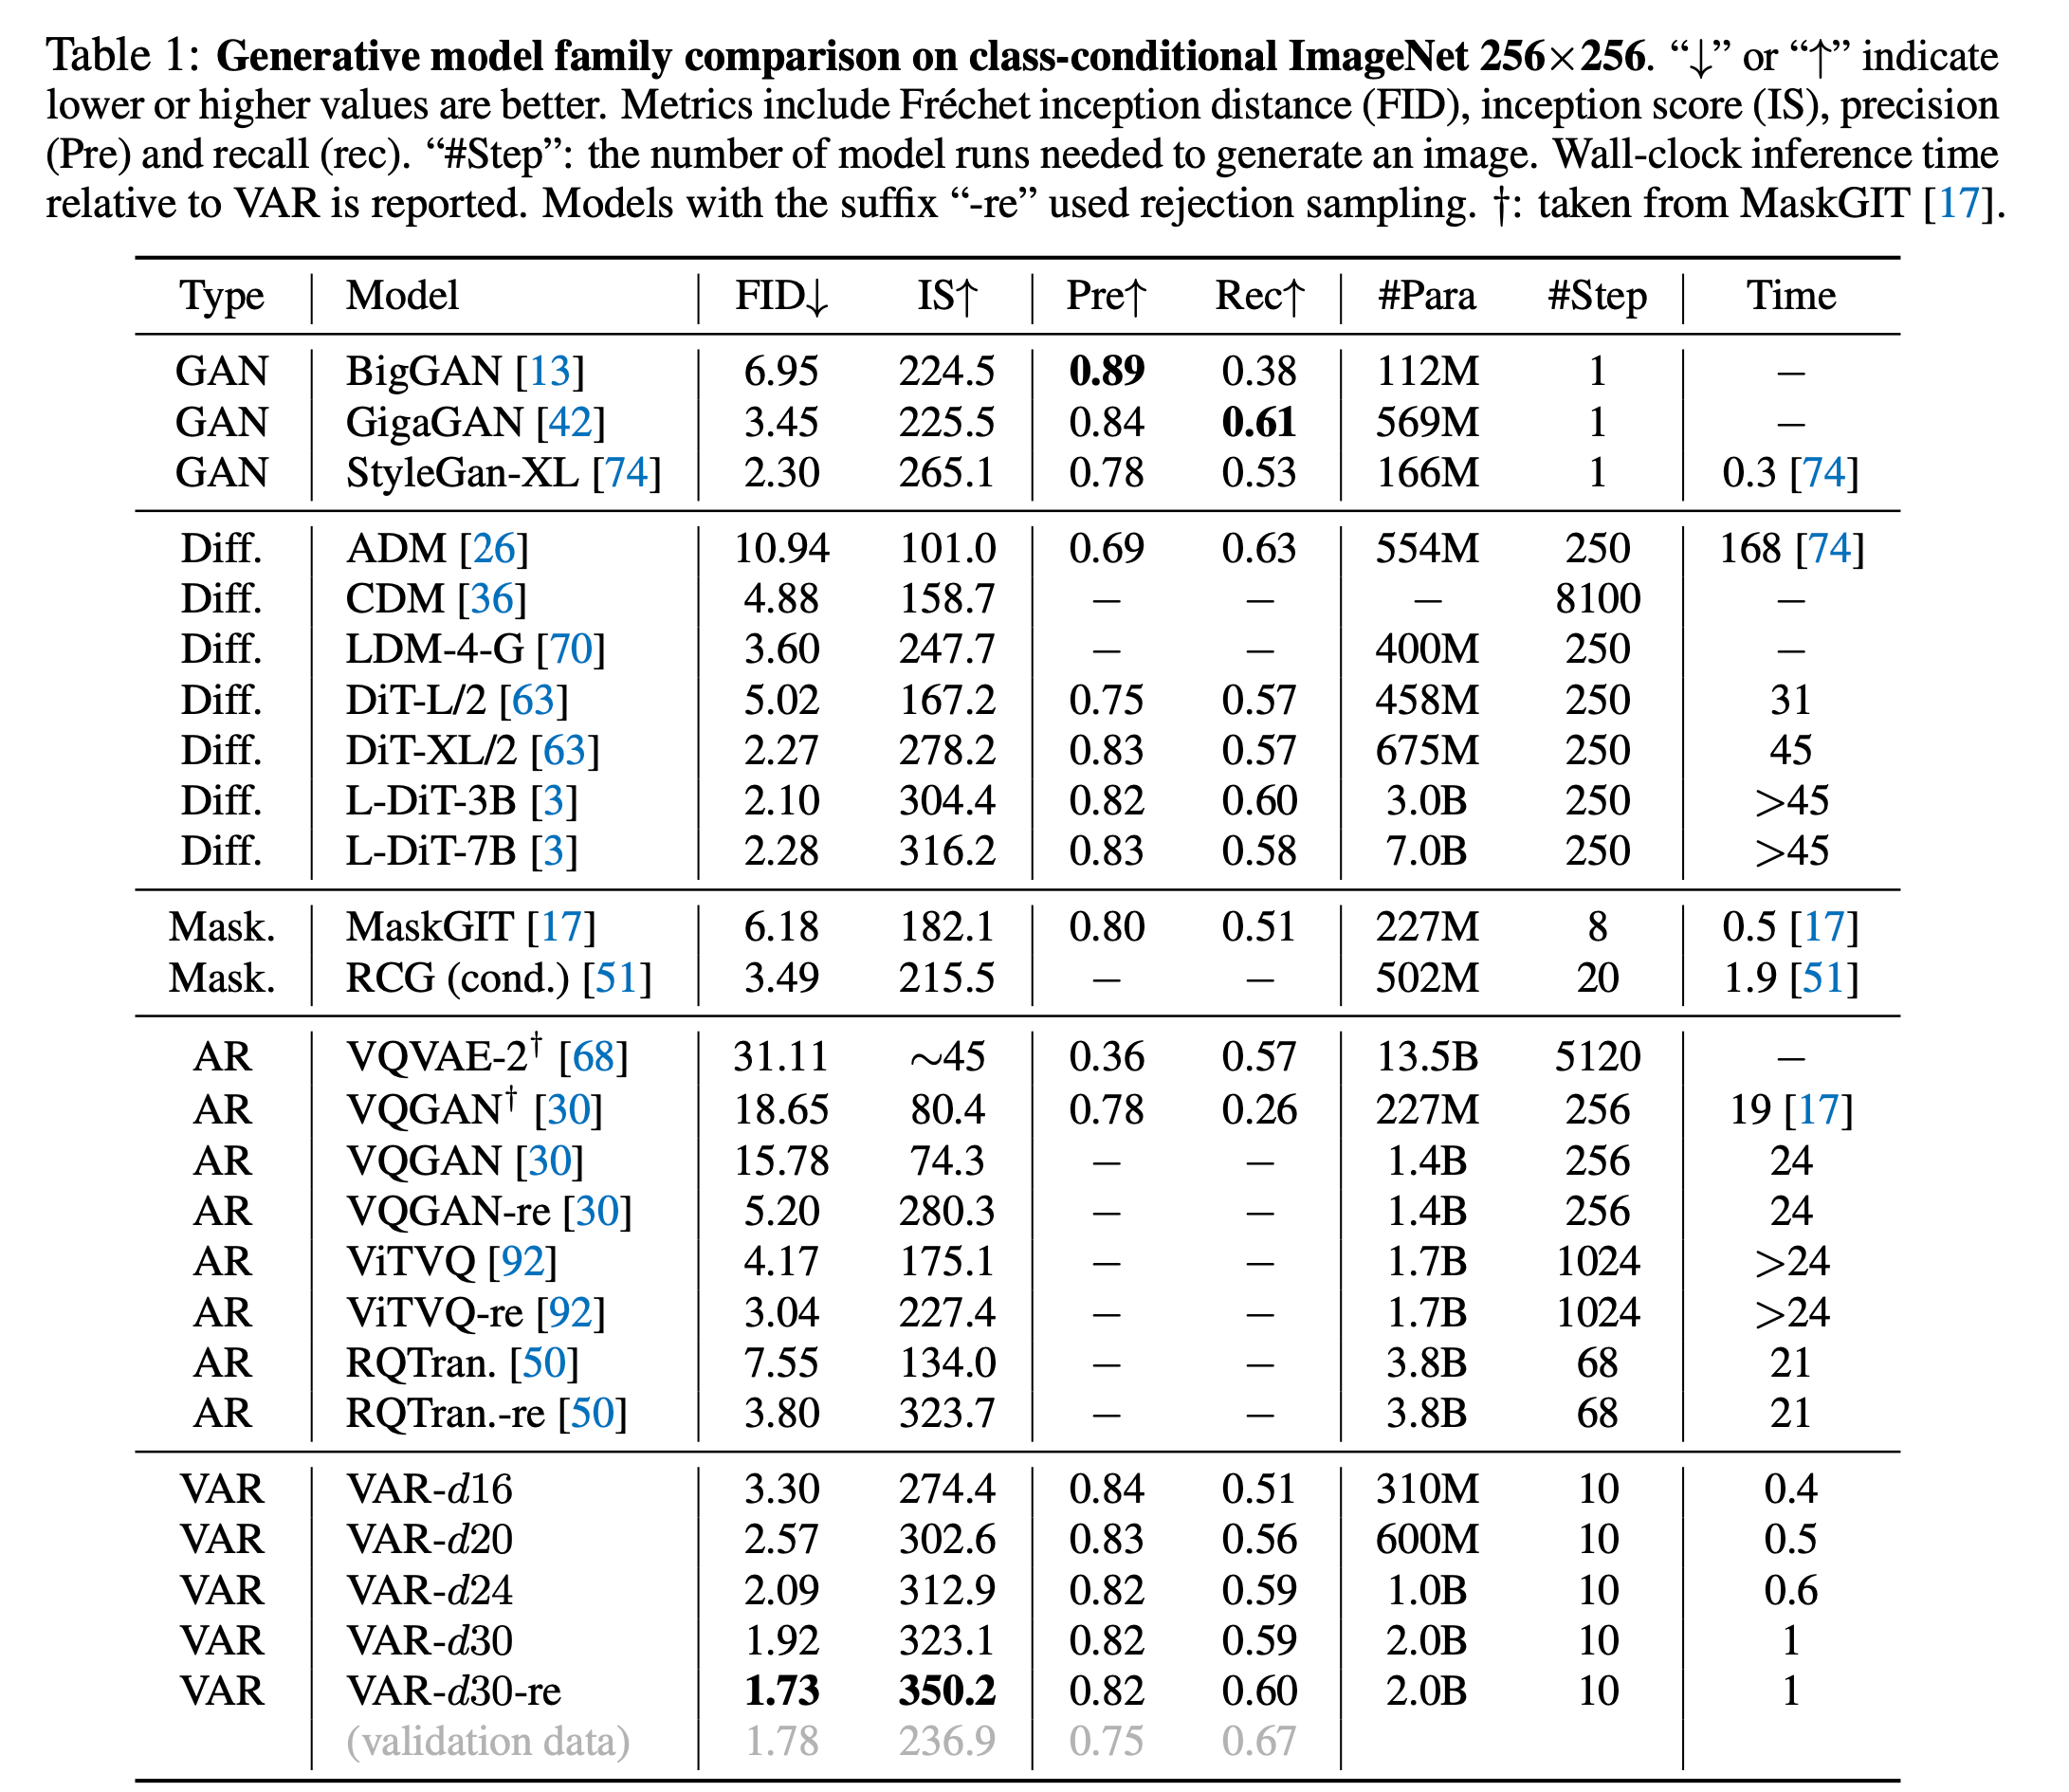 Table 1: Generative model family comparison on class-conditional ImageNet 256×256. “↓” or “↑” indicate
lower or higher values are better. Metrics include Fréchet inception distance (FID), inception score (IS), precision
(Pre) and recall (rec). “#Step”: the number of model runs needed to generate an image. Wall-clock inference time
relative to VAR is reported. Models with the suffix “-re” used rejection sampling. †: taken from MaskGIT [17].
Type Model FID↓ IS↑ Pre↑ Rec↑ #Para #Step Time
GAN BigGAN [13] 6.95 224.5 0.89 0.38 112M 1 −
GAN GigaGAN [42] 3.45 225.5 0.84 0.61 569M 1 −
GAN StyleGan-XL [74] 2.30 265.1 0.78 0.53 166M 1 0.3 [74]
Diff. ADM [26] 10.94 101.0 0.69 0.63 554M 250 168 [74]
Diff. CDM [36] 4.88 158.7 − − − 8100 −
Diff. LDM-4-G [70] 3.60 247.7 − − 400M 250 −
Diff. DiT-L/2 [63] 5.02 167.2 0.75 0.57 458M 250 31
Diff. DiT-XL/2 [63] 2.27 278.2 0.83 0.57 675M 250 45
Diff. L-DiT-3B [3] 2.10 304.4 0.82 0.60 3.0B 250 >45
Diff. L-DiT-7B [3] 2.28 316.2 0.83 0.58 7.0B 250 >45
Mask. MaskGIT [17] 6.18 182.1 0.80 0.51 227M 8 0.5 [17]
Mask. RCG (cond.) [51] 3.49 215.5 − − 502M 20 1.9 [51]
AR VQVAE-2† [68] 31.11 ∼45 0.36 0.57 13.5B 5120 −
AR VQGAN† [30] 18.65 80.4 0.78 0.26 227M 256 19 [17]
AR VQGAN [30] 15.78 74.3 − − 1.4B 256 24
AR VQGAN-re [30] 5.20 280.3 − − 1.4B 256 24
AR ViTVQ [92] 4.17 175.1 − − 1.7B 1024 >24
AR ViTVQ-re [92] 3.04 227.4 − − 1.7B 1024 >24
AR RQTran. [50] 7.55 134.0 − − 3.8B 68 21
AR RQTran.-re [50] 3.80 323.7 − − 3.8B 68 21
VAR VAR-d16 3.30 274.4 0.84 0.51 310M 10 0.4
VAR VAR-d20 2.57 302.6 0.83 0.56 600M 10 0.5
VAR VAR-d24 2.09 312.9 0.82 0.59 1.0B 10 0.6
VAR VAR-d30 1.92 323.1 0.82 0.59 2.0B 10 1
VAR VAR-d30-re 1.73 350.2 0.82 0.60 2.0B 10 1
(validation data) 1.78 236.9 0.75 0.67